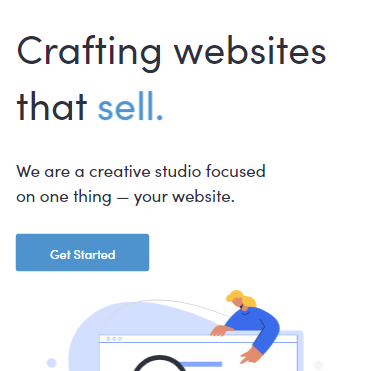 Crafting websites
that sell.
We are a creative studio focused
on one thing — your website.
Get Started